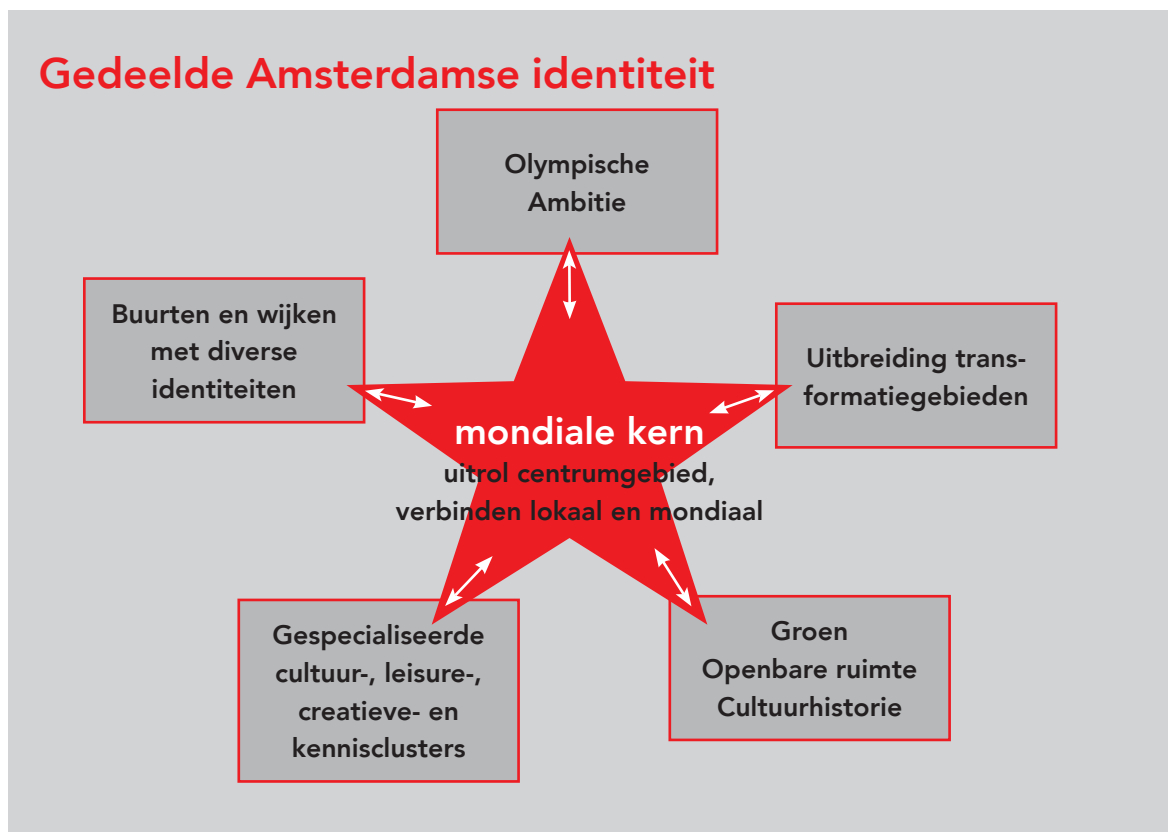 Gedeelde Amsterdamse identiteit
Olympische
Ambitie
Buurten en wijken
met diverse
identiteiten
Uitbreiding trans-
formatiegebieden
mondiale kern
uitrol centrumgebied,
verbinden lokaal en mondiaal
Gespecialiseerde
cultuur-, leisure-,
creatieve- en
kennisclusters
Groen
Openbare ruimte
Cultuurhistorie